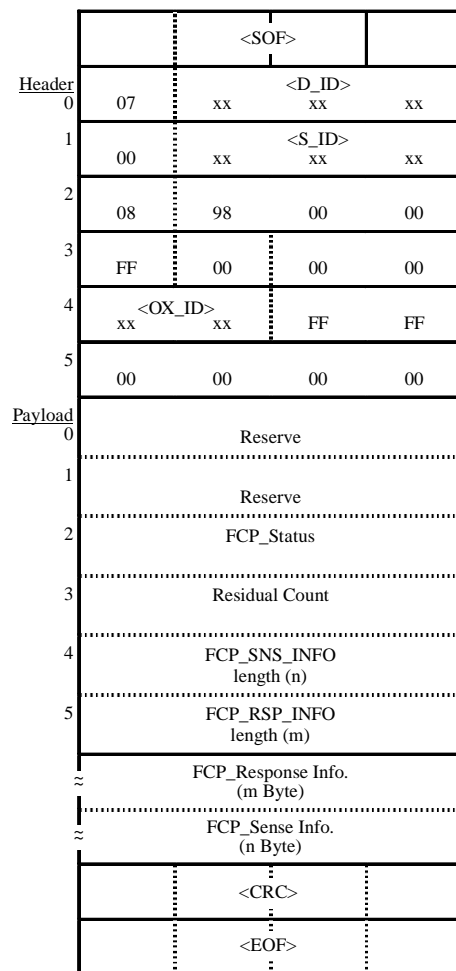 <SOF>
Header
<D_ID>
0 07 xx xx xx
1 <S_ID>
00 xx xx xx
2
08 98 00 00
3
FF 00 00 00
4 <OX_ID>
xx xx FF FF
5
00 00 00 00
Payload
0 Reserve
1
Reserve
2 FCP_Status
3 Residual Count
4 FCP_SNS_INFO
length (n)
5 FCP_RSP_INFO
length (m)
≈ FCP_Response Info.
(m Byte)
≈ FCP_Sense Info.
(n Byte)
<CRC>
<EOF>